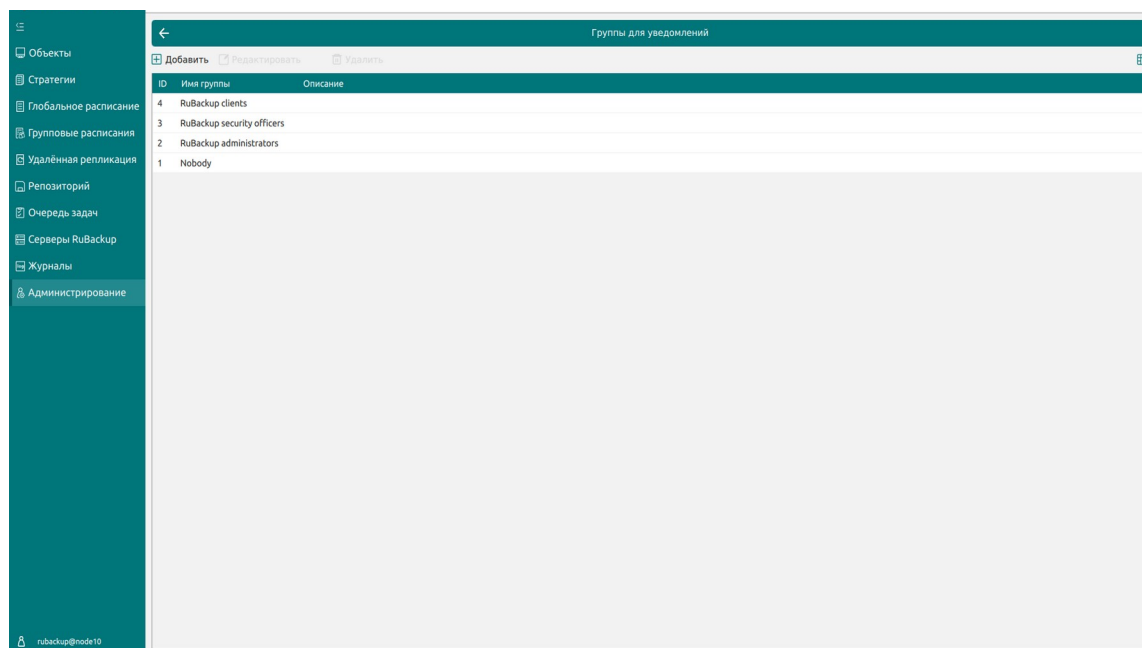 Группы для уведомлений
Объекты
Стратегии
Глобальное расписание
Групповые расписания
Удалённая репликация
Репозиторий
Очередь задач
Серверы RuBackup
Журналы
Администрирование
rubackup@node10
Добавить Редактировать Удалить
ID Имя группы Описание
4 RuBackup clients
3 RuBackup security officers
2 RuBackup administrators
1 Nobody